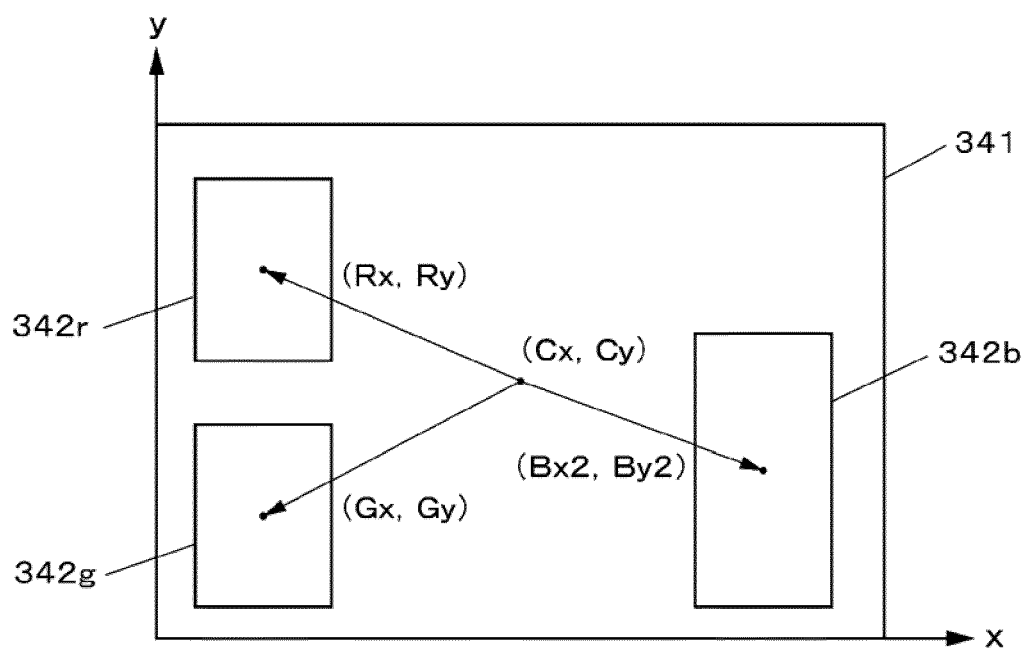 y
341
(Rx, Ry)
342r
(Cx, Cy)
342b
(Bx2, By2)
(Gx, Gy)
342g
x